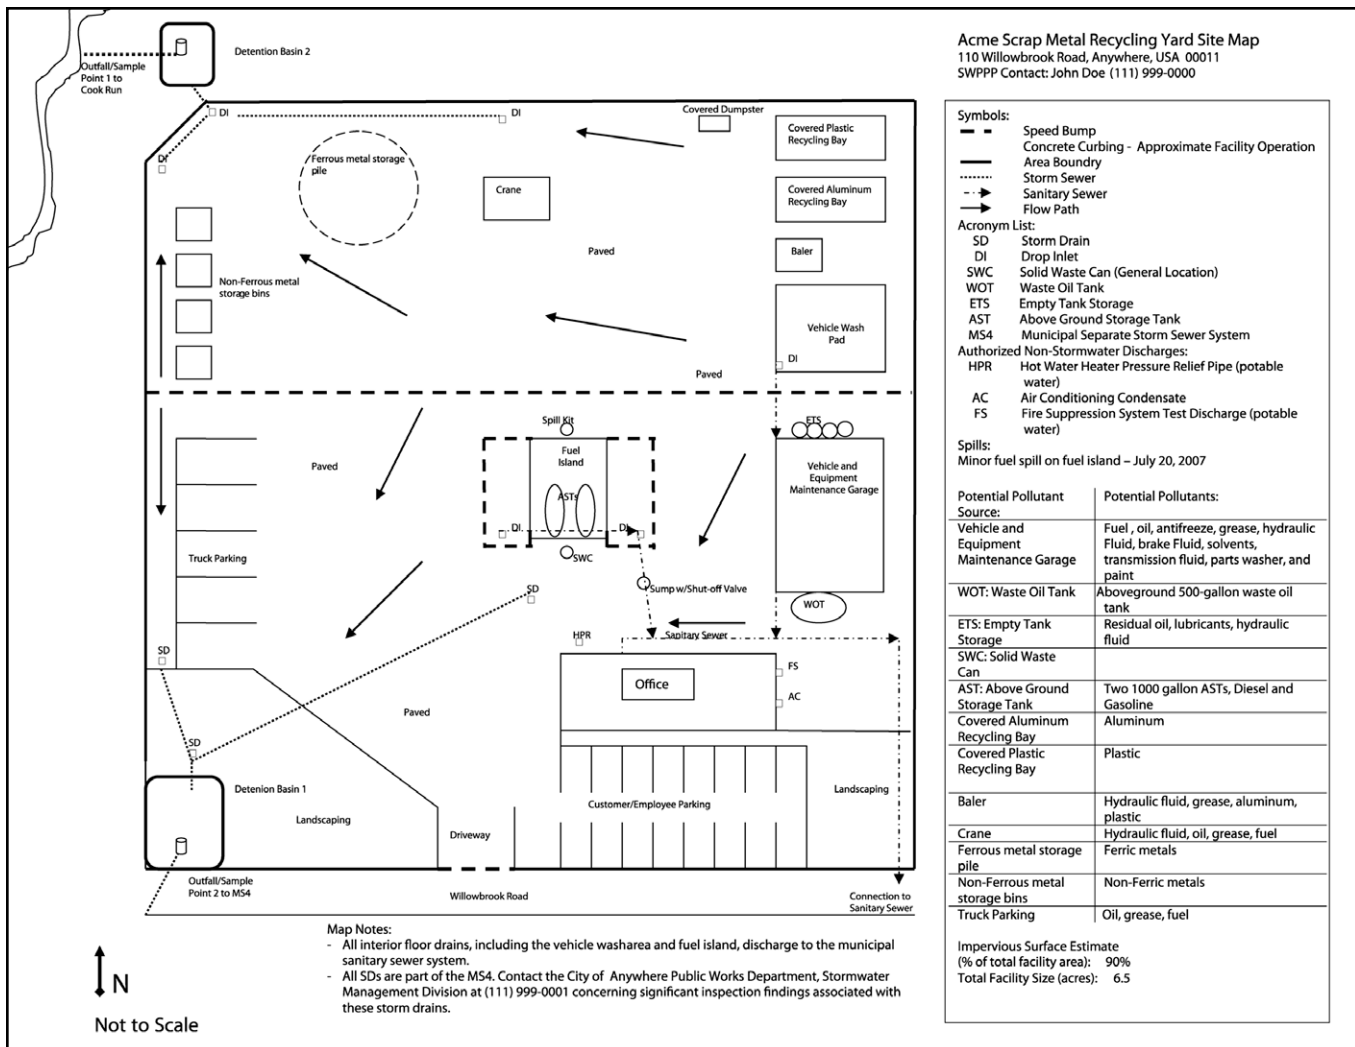 Acme Scrap Metal Recycling Yard Site Map
110 Willowbrook Road, Anywhere, USA 00011
SWPPP Contact: John Doe (111) 999-0000
Detention Basin 2
Outfall/Sample
Point 1 to
Cook Run
DI
DI
DI
Covered Dumpster
Covered Plastic
Recycling Bay
Ferrous metal storage
pile
Crane
Covered Aluminum
Recycling Bay
Paved
Baler
Non-Ferrous metal
storage bins
Vehicle Wash
Pad
DI
Paved
Spill Kit
ETS
Fuel
Island
Paved
Vehicle and
Equipment
Maintenance Garage
ASTs
DI
DI
Truck Parking
SWC
SD
Sump w/Shut-off Valve
WOT
HPR
Sanitary Sewer
SD
FS
Office
AC
Paved
SD
Detenion Basin 1
Landscaping
Customer/Employee Parking
Landscaping
Driveway
Outfall/Sample
Point 2 to MS4
Willowbrook Road
Connection to
Sanitary Sewer
Map Notes:
- All interior floor drains, including the vehicle washarea and fuel island, discharge to the municipal
sanitary sewer system.
- All SDs are part of the MS4. Contact the City of Anywhere Public Works Department, Stormwater
Management Division at (111) 999-0001 concerning significant inspection findings associated with
these storm drains.
N
Not to Scale
Symbols:
Speed Bump
Concrete Curbing - Approximate Facility Operation
Area Boundry
Storm Sewer
Sanitary Sewer
Flow Path
Acronym List:
SD Storm Drain
DI Drop Inlet
SWC Solid Waste Can (General Location)
WOT Waste Oil Tank
ETS Empty Tank Storage
AST Above Ground Storage Tank
MS4 Municipal Separate Storm Sewer System
Authorized Non-Stormwater Discharges:
HPR Hot Water Heater Pressure Relief Pipe (potable
water)
AC Air Conditioning Condensate
FS Fire Suppression System Test Discharge (potable
water)
Spills:
Minor fuel spill on fuel island – July 20, 2007
Potential Pollutant Potential Pollutants:
Source:
Vehicle and Fuel , oil, antifreeze, grease, hydraulic
Equipment Fluid, brake Fluid, solvents,
Maintenance Garage transmission fluid, parts washer, and
paint
WOT: Waste Oil Tank Aboveground 500-gallon waste oil
tank
ETS: Empty Tank Residual oil, lubricants, hydraulic
Storage fluid
SWC: Solid Waste
Can
AST: Above Ground Two 1000 gallon ASTs, Diesel and
Storage Tank Gasoline
Covered Aluminum Aluminum
Recycling Bay
Covered Plastic Plastic
Recycling Bay
Baler Hydraulic fluid, grease, aluminum,
plastic
Crane Hydraulic fluid, oil, grease, fuel
Ferrous metal storage Ferric metals
pile
Non-Ferrous metal Non-Ferric metals
storage bins
Truck Parking Oil, grease, fuel
Impervious Surface Estimate
(% of total facility area): 90%
Total Facility Size (acres): 6.5